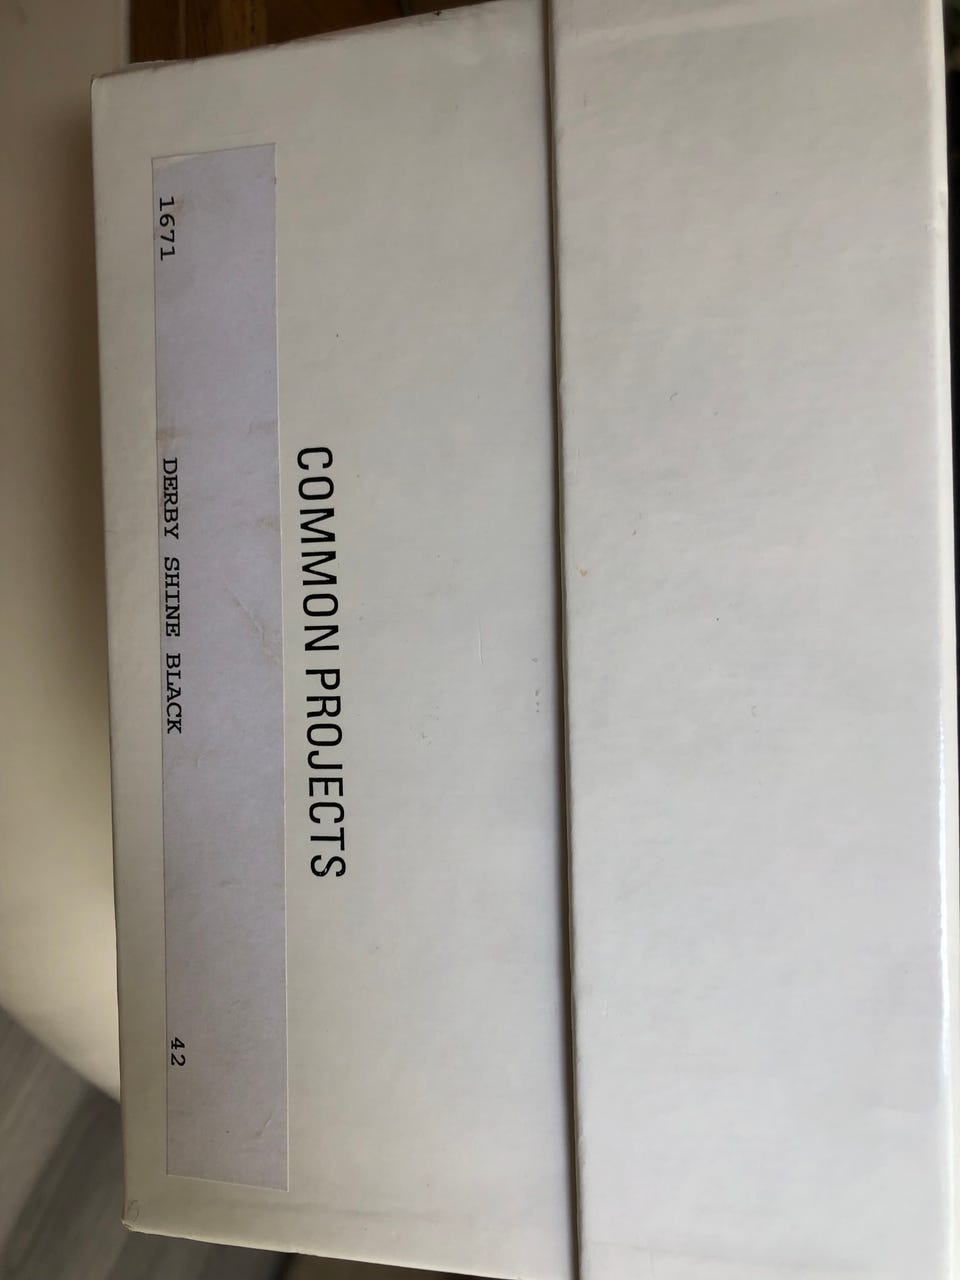 COMMON PROJECTS
1671 DERBY SHINE BLACK 42